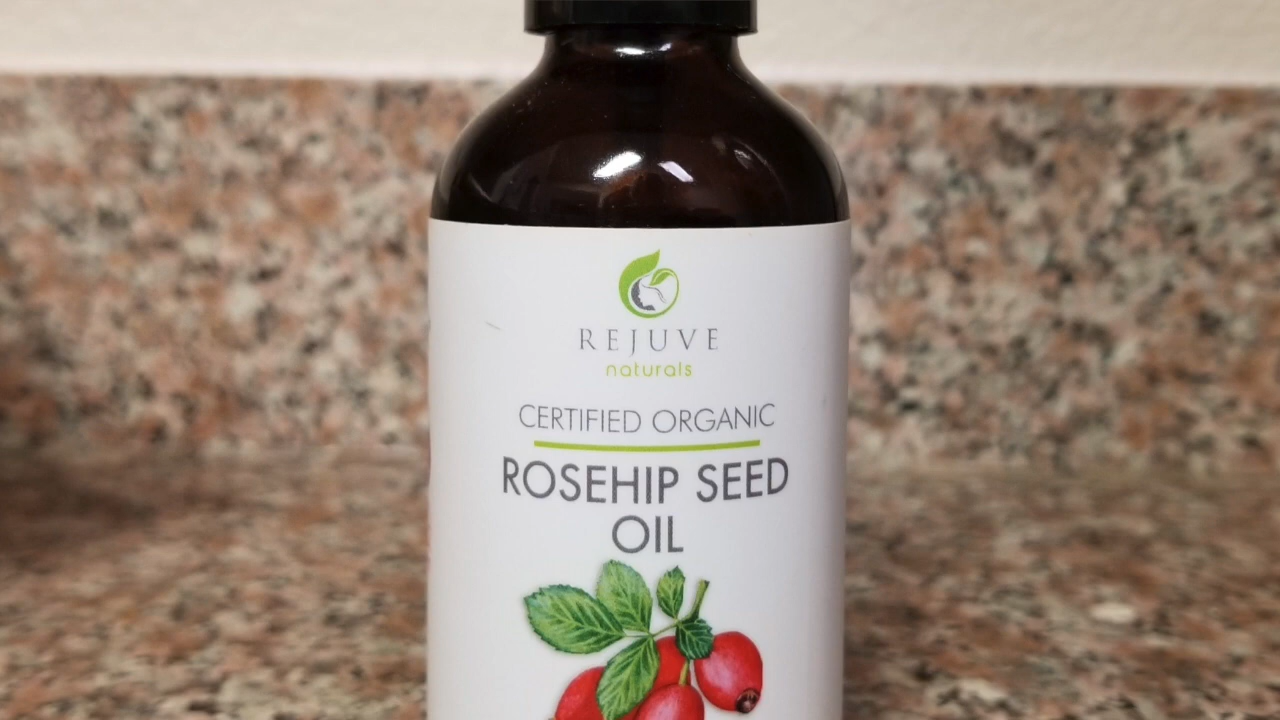 REJUVE
naturals
CERTIFIED ORGANIC
ROSEHIP SEED
OIL